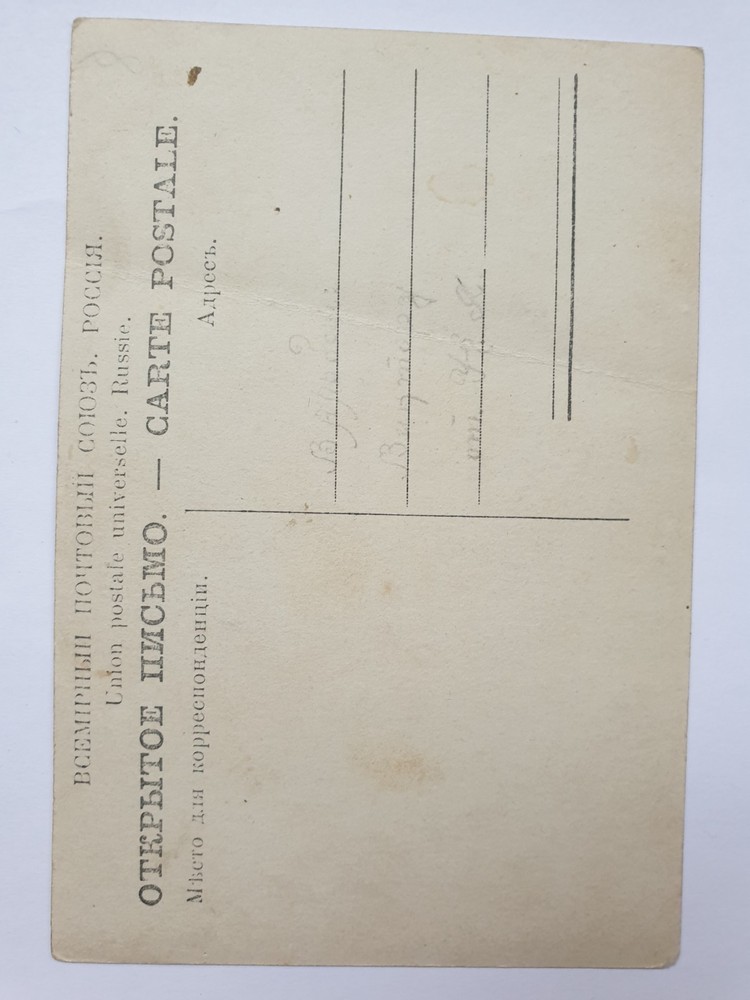 ВСЕМІРНЫЙ ПОЧТОВЫЙ СОЮЗЪ. РОССІЯ.
Union postale universelle. Russie.
ОТКРЫТОЕ ПИСЬМО. — CARTE POSTALE.
Мѣсто для корреспонденціи.
Адресъ.